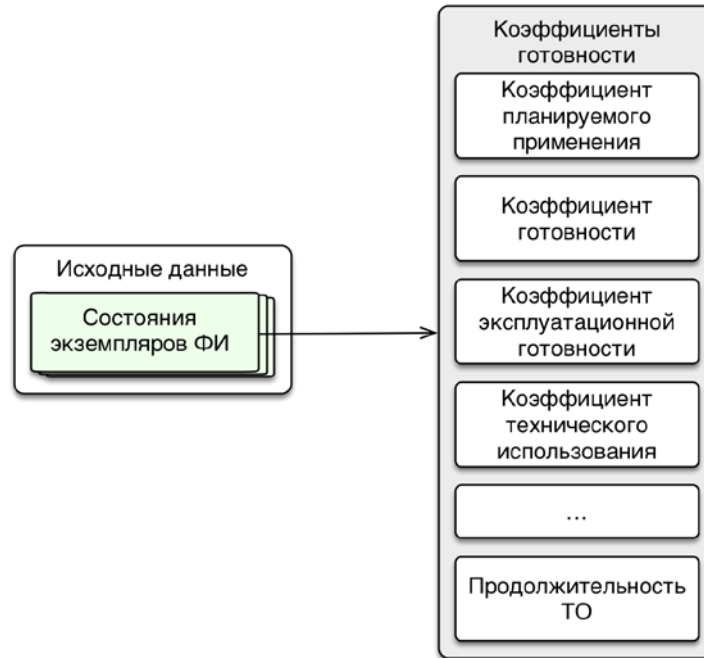 Исходные данные
Состояния
экземпляров ФИ
Коэффициенты
готовности
Коэффициент
планируемого
применения
Коэффициент
готовности
Коэффициент
эксплуатационной
готовности
Коэффициент
технического
использования
...
Продолжительность
ТО